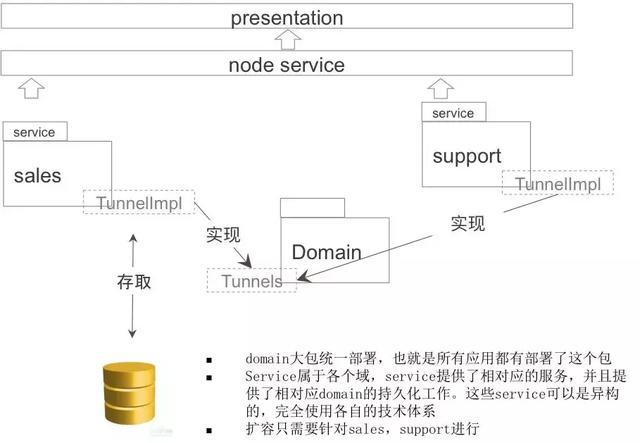 presentation
node service
service
sales
TunnelImpl
service
support
TunnelImpl
实现
实现
Domain
Tunnels
存取
domain大包统一部署，也就是所有应用都有部署了这个包
Service属于各个域，service提供了相对应的服务，并且提
供了相对应domain的持久化工作。这些service可以是异构
的，完全使用各自的技术体系
扩容只需要针对sales，support进行